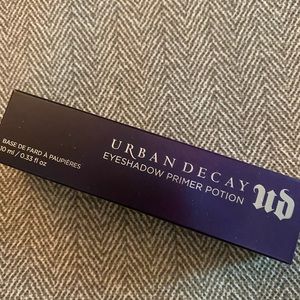 URBAN DECAY
EYESHADOW PRIMER POTION
UD
BASE DE FARD À PAUPIÈRES
10 ml / 0.33 fl oz